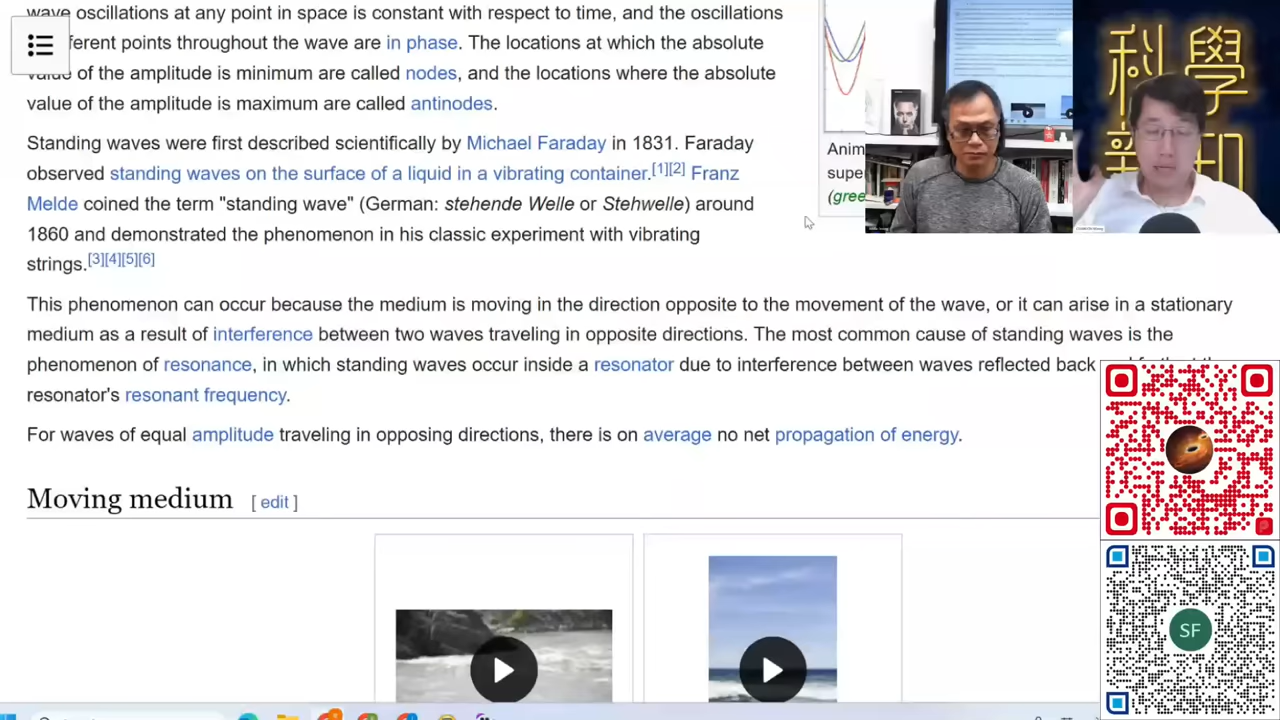 wave oscillations at any point in space is constant with respect to time, and the oscillations
ferent points throughout the wave are in phase. The locations at which the absolute
value of the amplitude is minimum are called nodes, and the locations where the absolute
value of the amplitude is maximum are called antinodes.
Standing waves were first described scientifically by Michael Faraday in 1831. Faraday
observed standing waves on the surface of a liquid in a vibrating container.[1][2] Franz
Melde coined the term "standing wave" (German: stehende Welle or Stehwelle) around
1860 and demonstrated the phenomenon in his classic experiment with vibrating
strings.[3][4][5][6]
Anim
supe
(gree
科學
This phenomenon can occur because the medium is moving in the direction opposite to the movement of the wave, or it can arise in a stationary
medium as a result of interference between two waves traveling in opposite directions. The most common cause of standing waves is the
phenomenon of resonance, in which standing waves occur inside a resonator due to interference between waves reflected back
resonator's resonant frequency.
For waves of equal amplitude traveling in opposing directions, there is on average no net propagation of energy.
Moving medium [ edit ]
SF